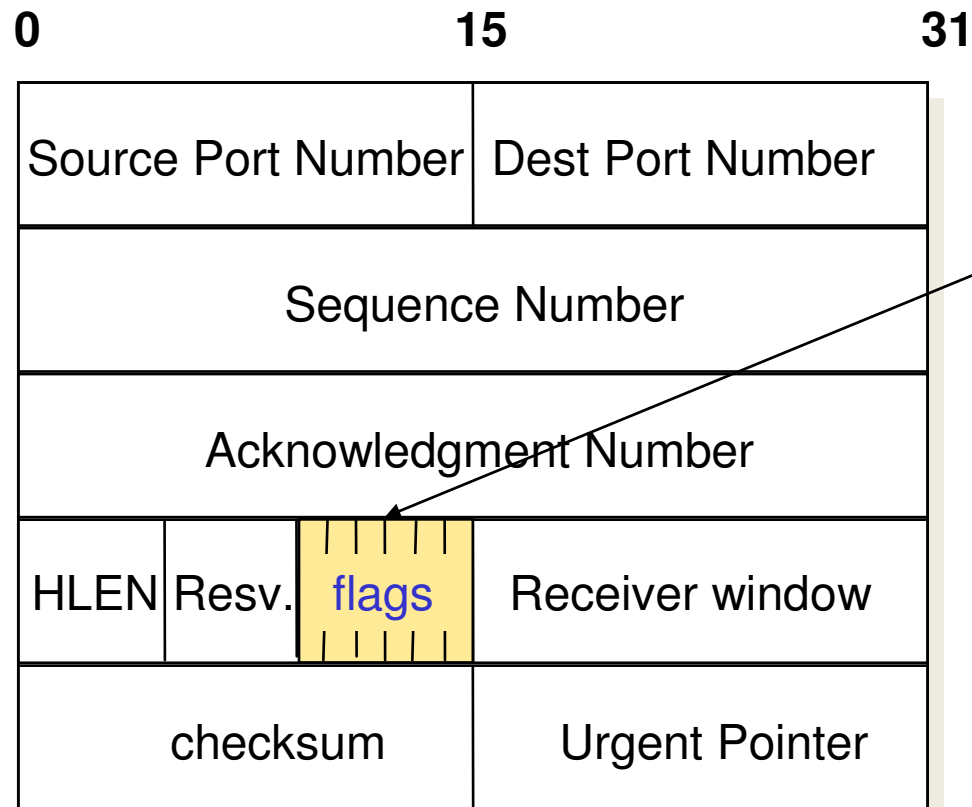 0 15 31
Source Port Number Dest Port Number
Sequence Number
Acknowledgment Number
HLEN Resv. flags Receiver window
checksum Urgent Pointer